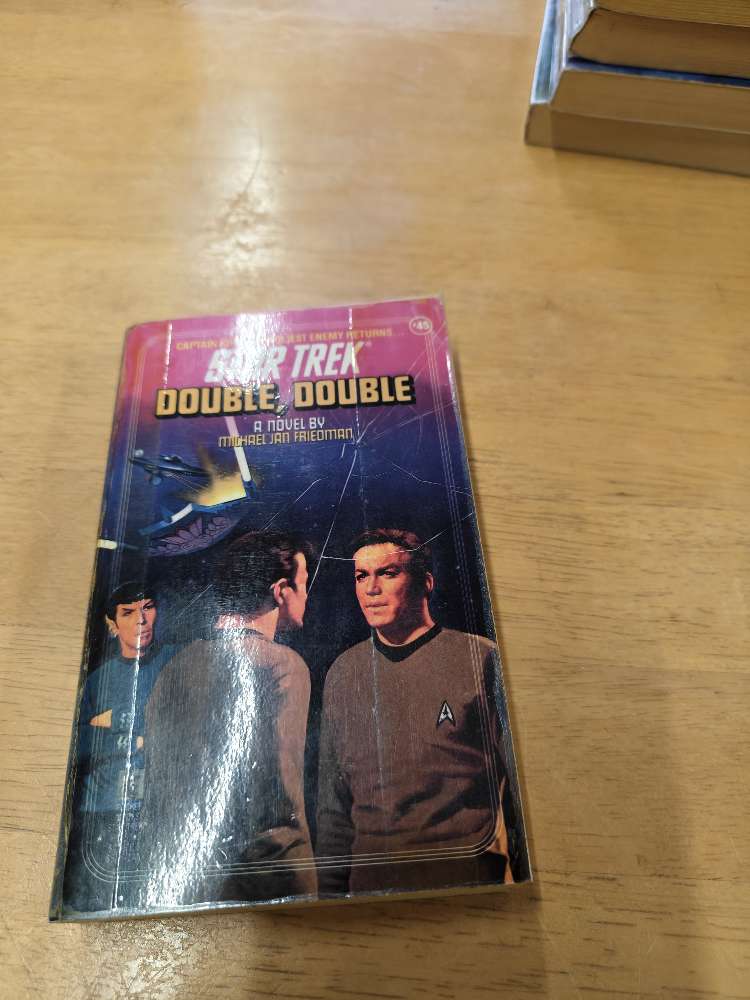 #45
CAPTAIN ENEMY RETURNS...
STAR TREK®
DOUBLE, DOUBLE
A NOVEL BY
MICHAEL JAN FRIEDMAN